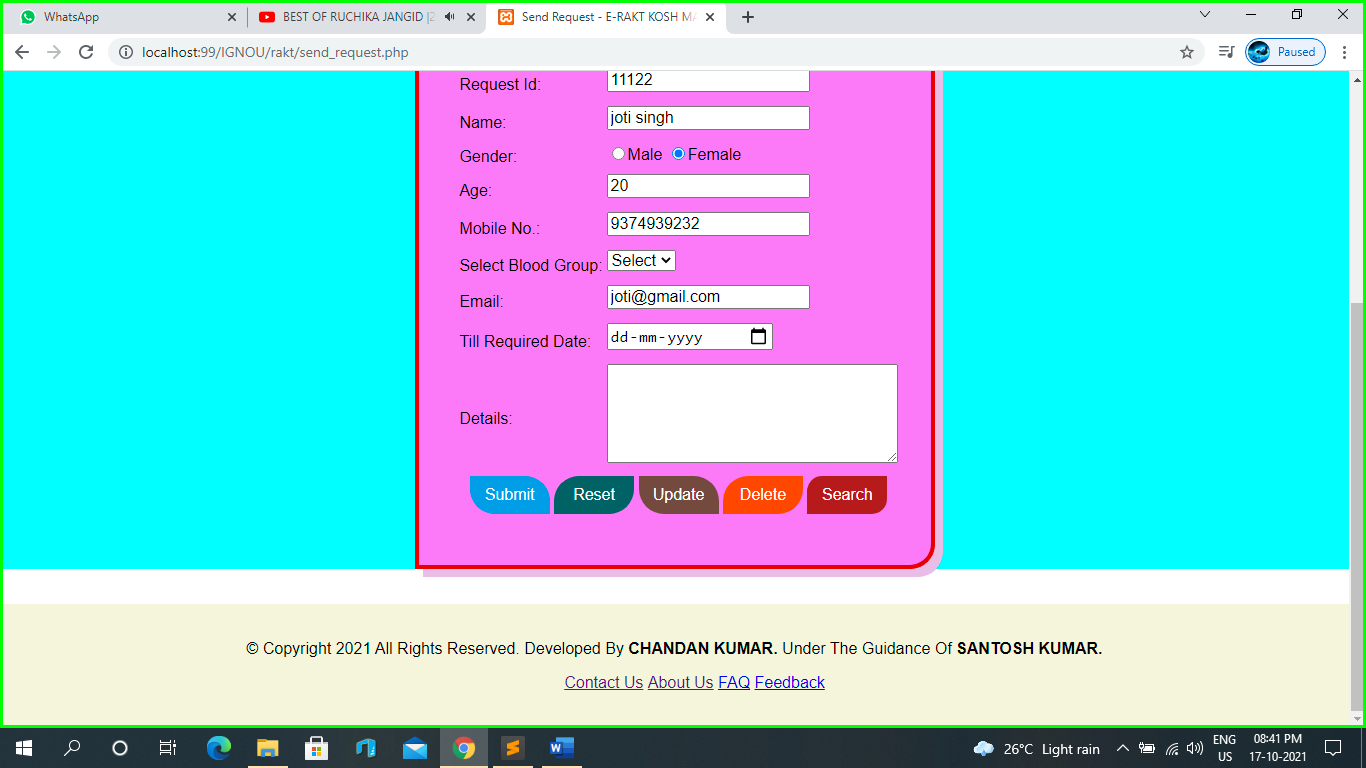 WhatsApp
BEST OF RUCHIKA JANGID |2
Send Request - E-RAKT KOSH MA
localhost:99/IGNOU/rakt/send_request.php
Paused
Request Id: 11122
Name: joti singh
Gender: Male Female
Age: 20
Mobile No.: 9374939232
Select Blood Group: Select
Email: joti@gmail.com
Till Required Date: dd-mm-yyyy
Details:
Submit Reset Update Delete Search
© Copyright 2021 All Rights Reserved. Developed By CHANDAN KUMAR. Under The Guidance Of SANTOSH KUMAR.
Contact Us About Us FAQ Feedback
26°C Light rain
ENG
US
08:41 PM
17-10-2021